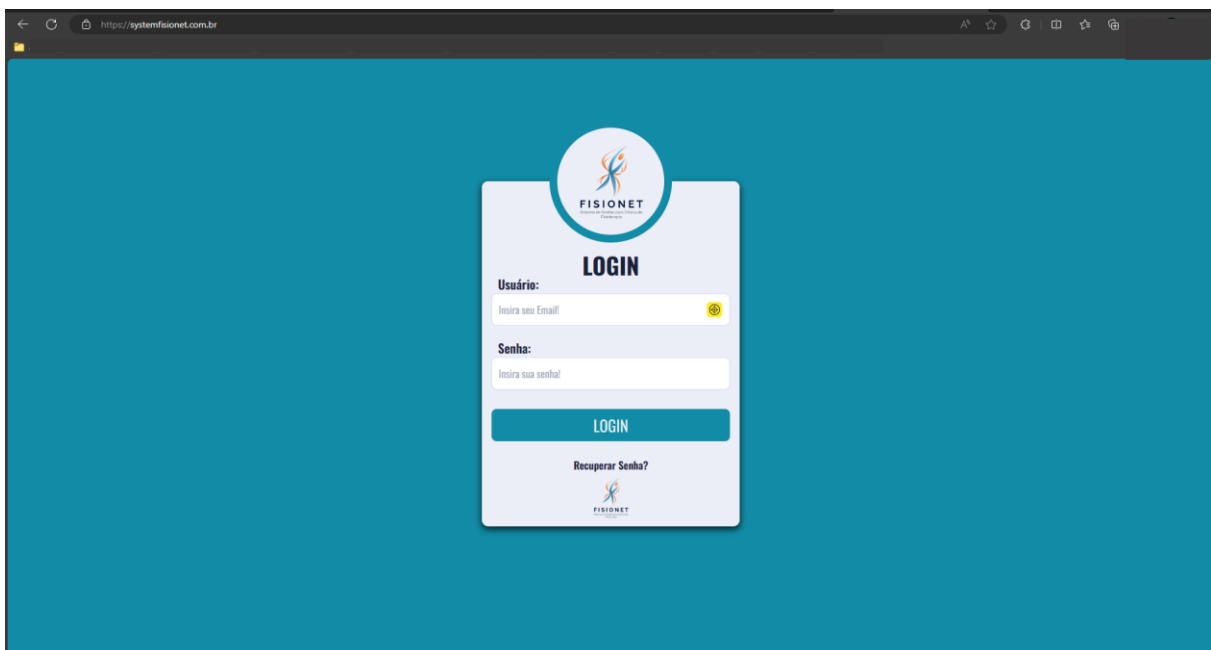 https://systemfisionet.com.br
FISIONET
LOGIN
Usuário:
Insira seu Email!
Senha:
Insira sua senha!
LOGIN
Recuperar Senha?
FISIONET